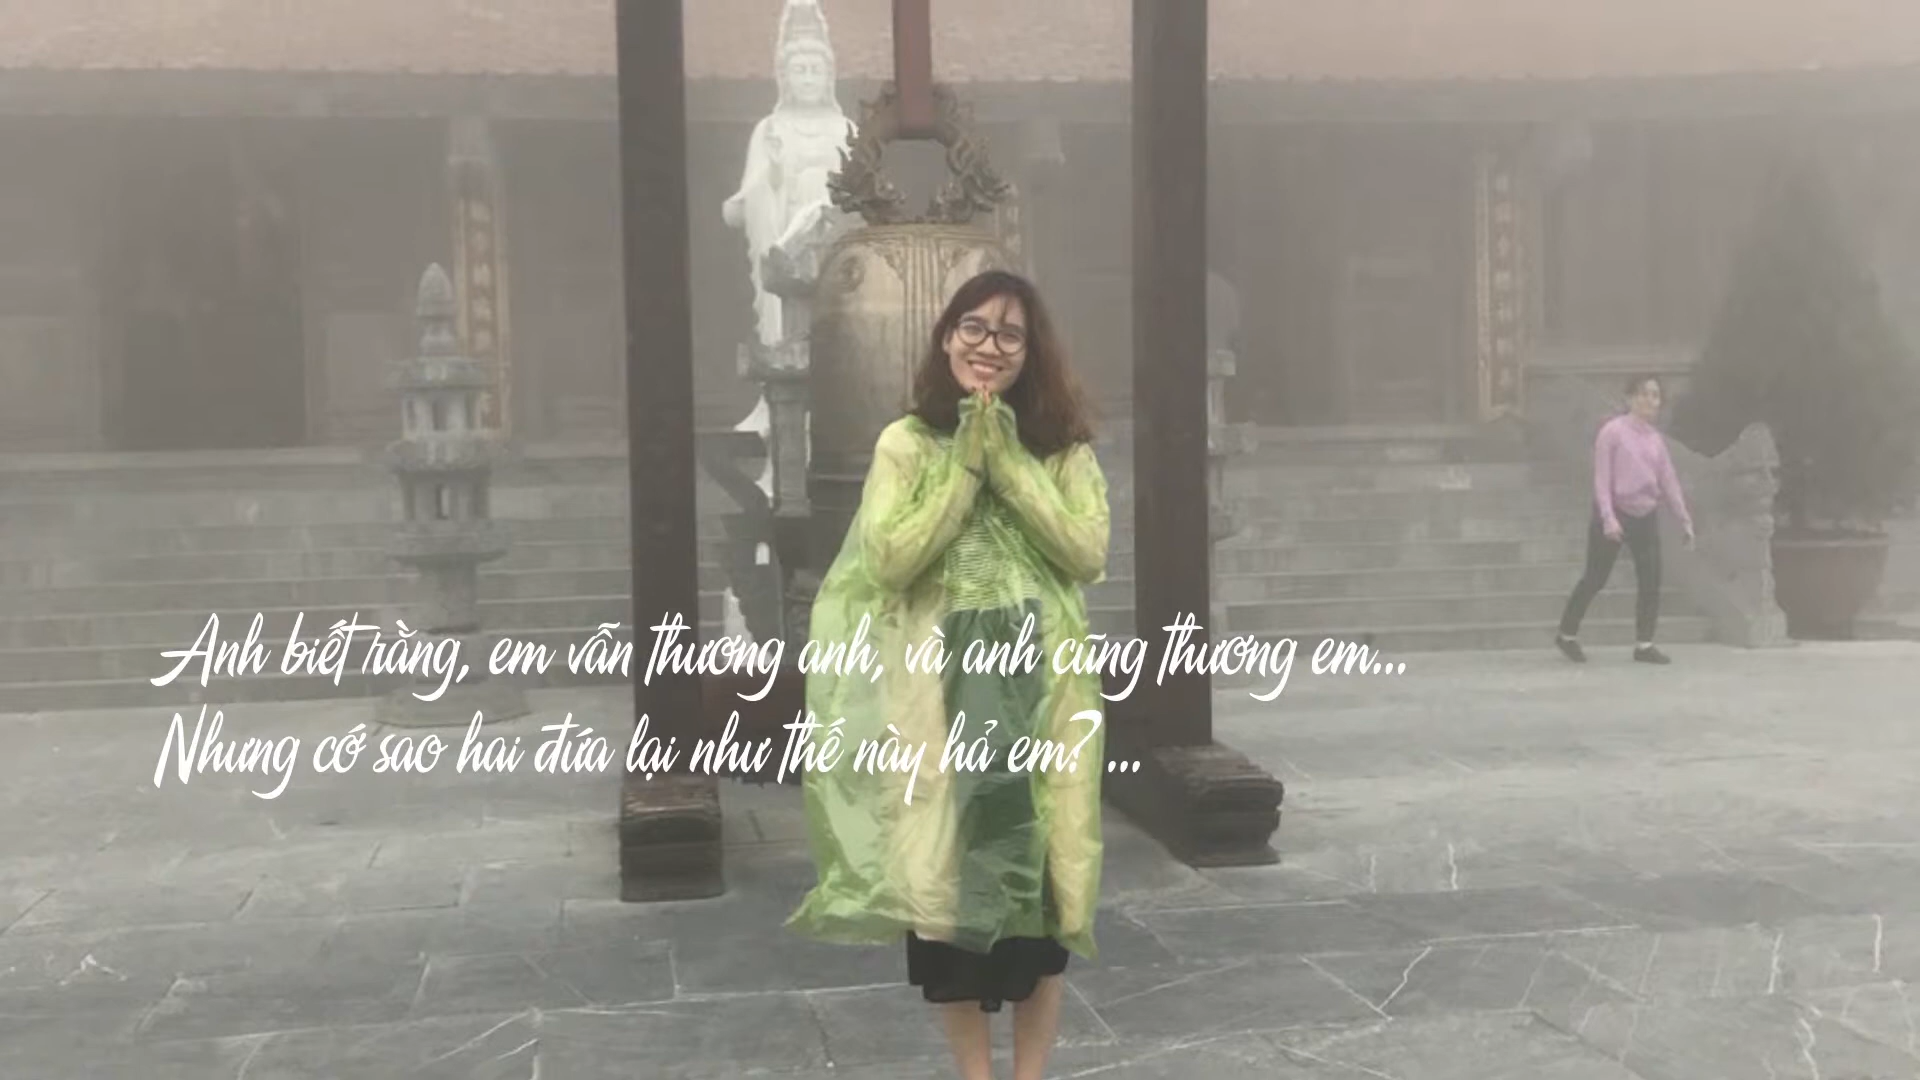 Anh biết rằng, em vẫn thương anh, và anh cũng thương em...
Nhưng cớ sao hai đứa lại như thế này hả em? ...